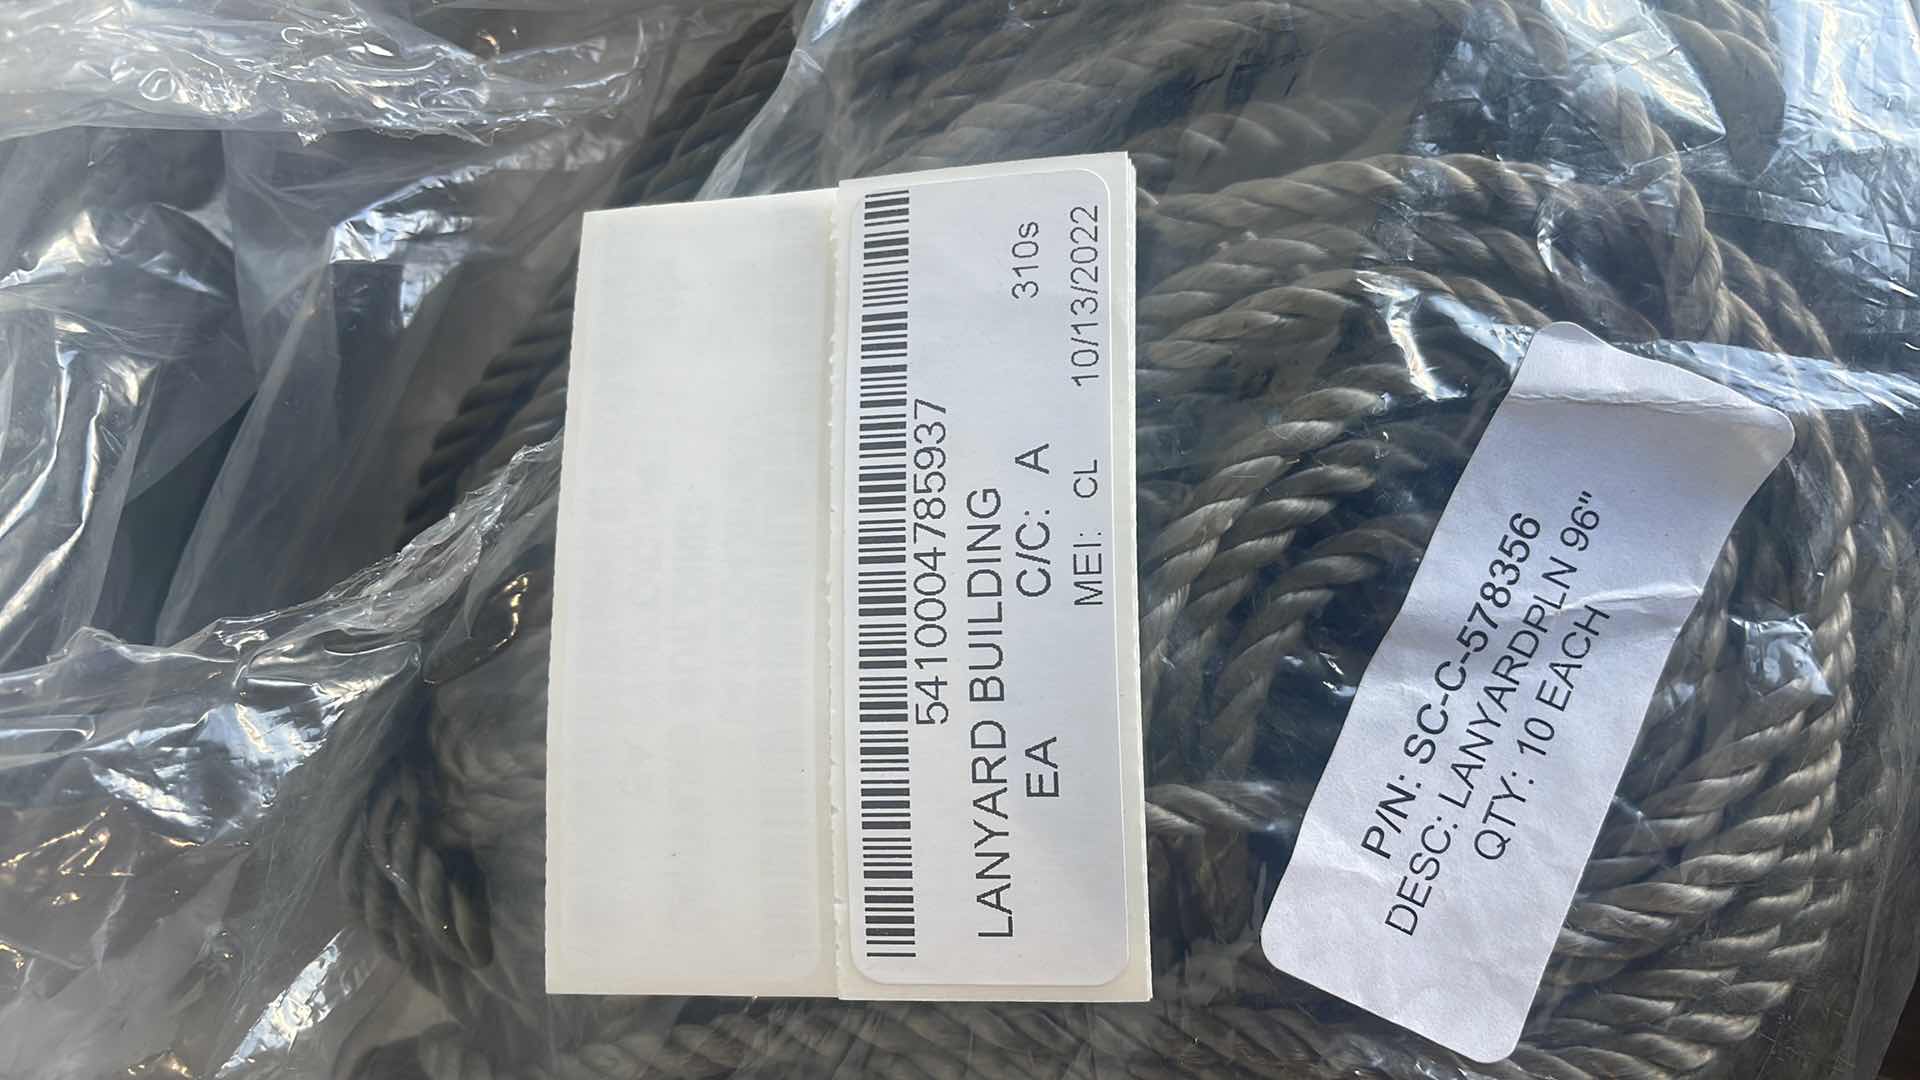 5410004785937
LANYARD BUILDING
EA C/C: A 310s
MEI: CL 10/13/2022
P/N: SC-C-578356
DESC: LANYARDPLN 96"
QTY: 10 EACH